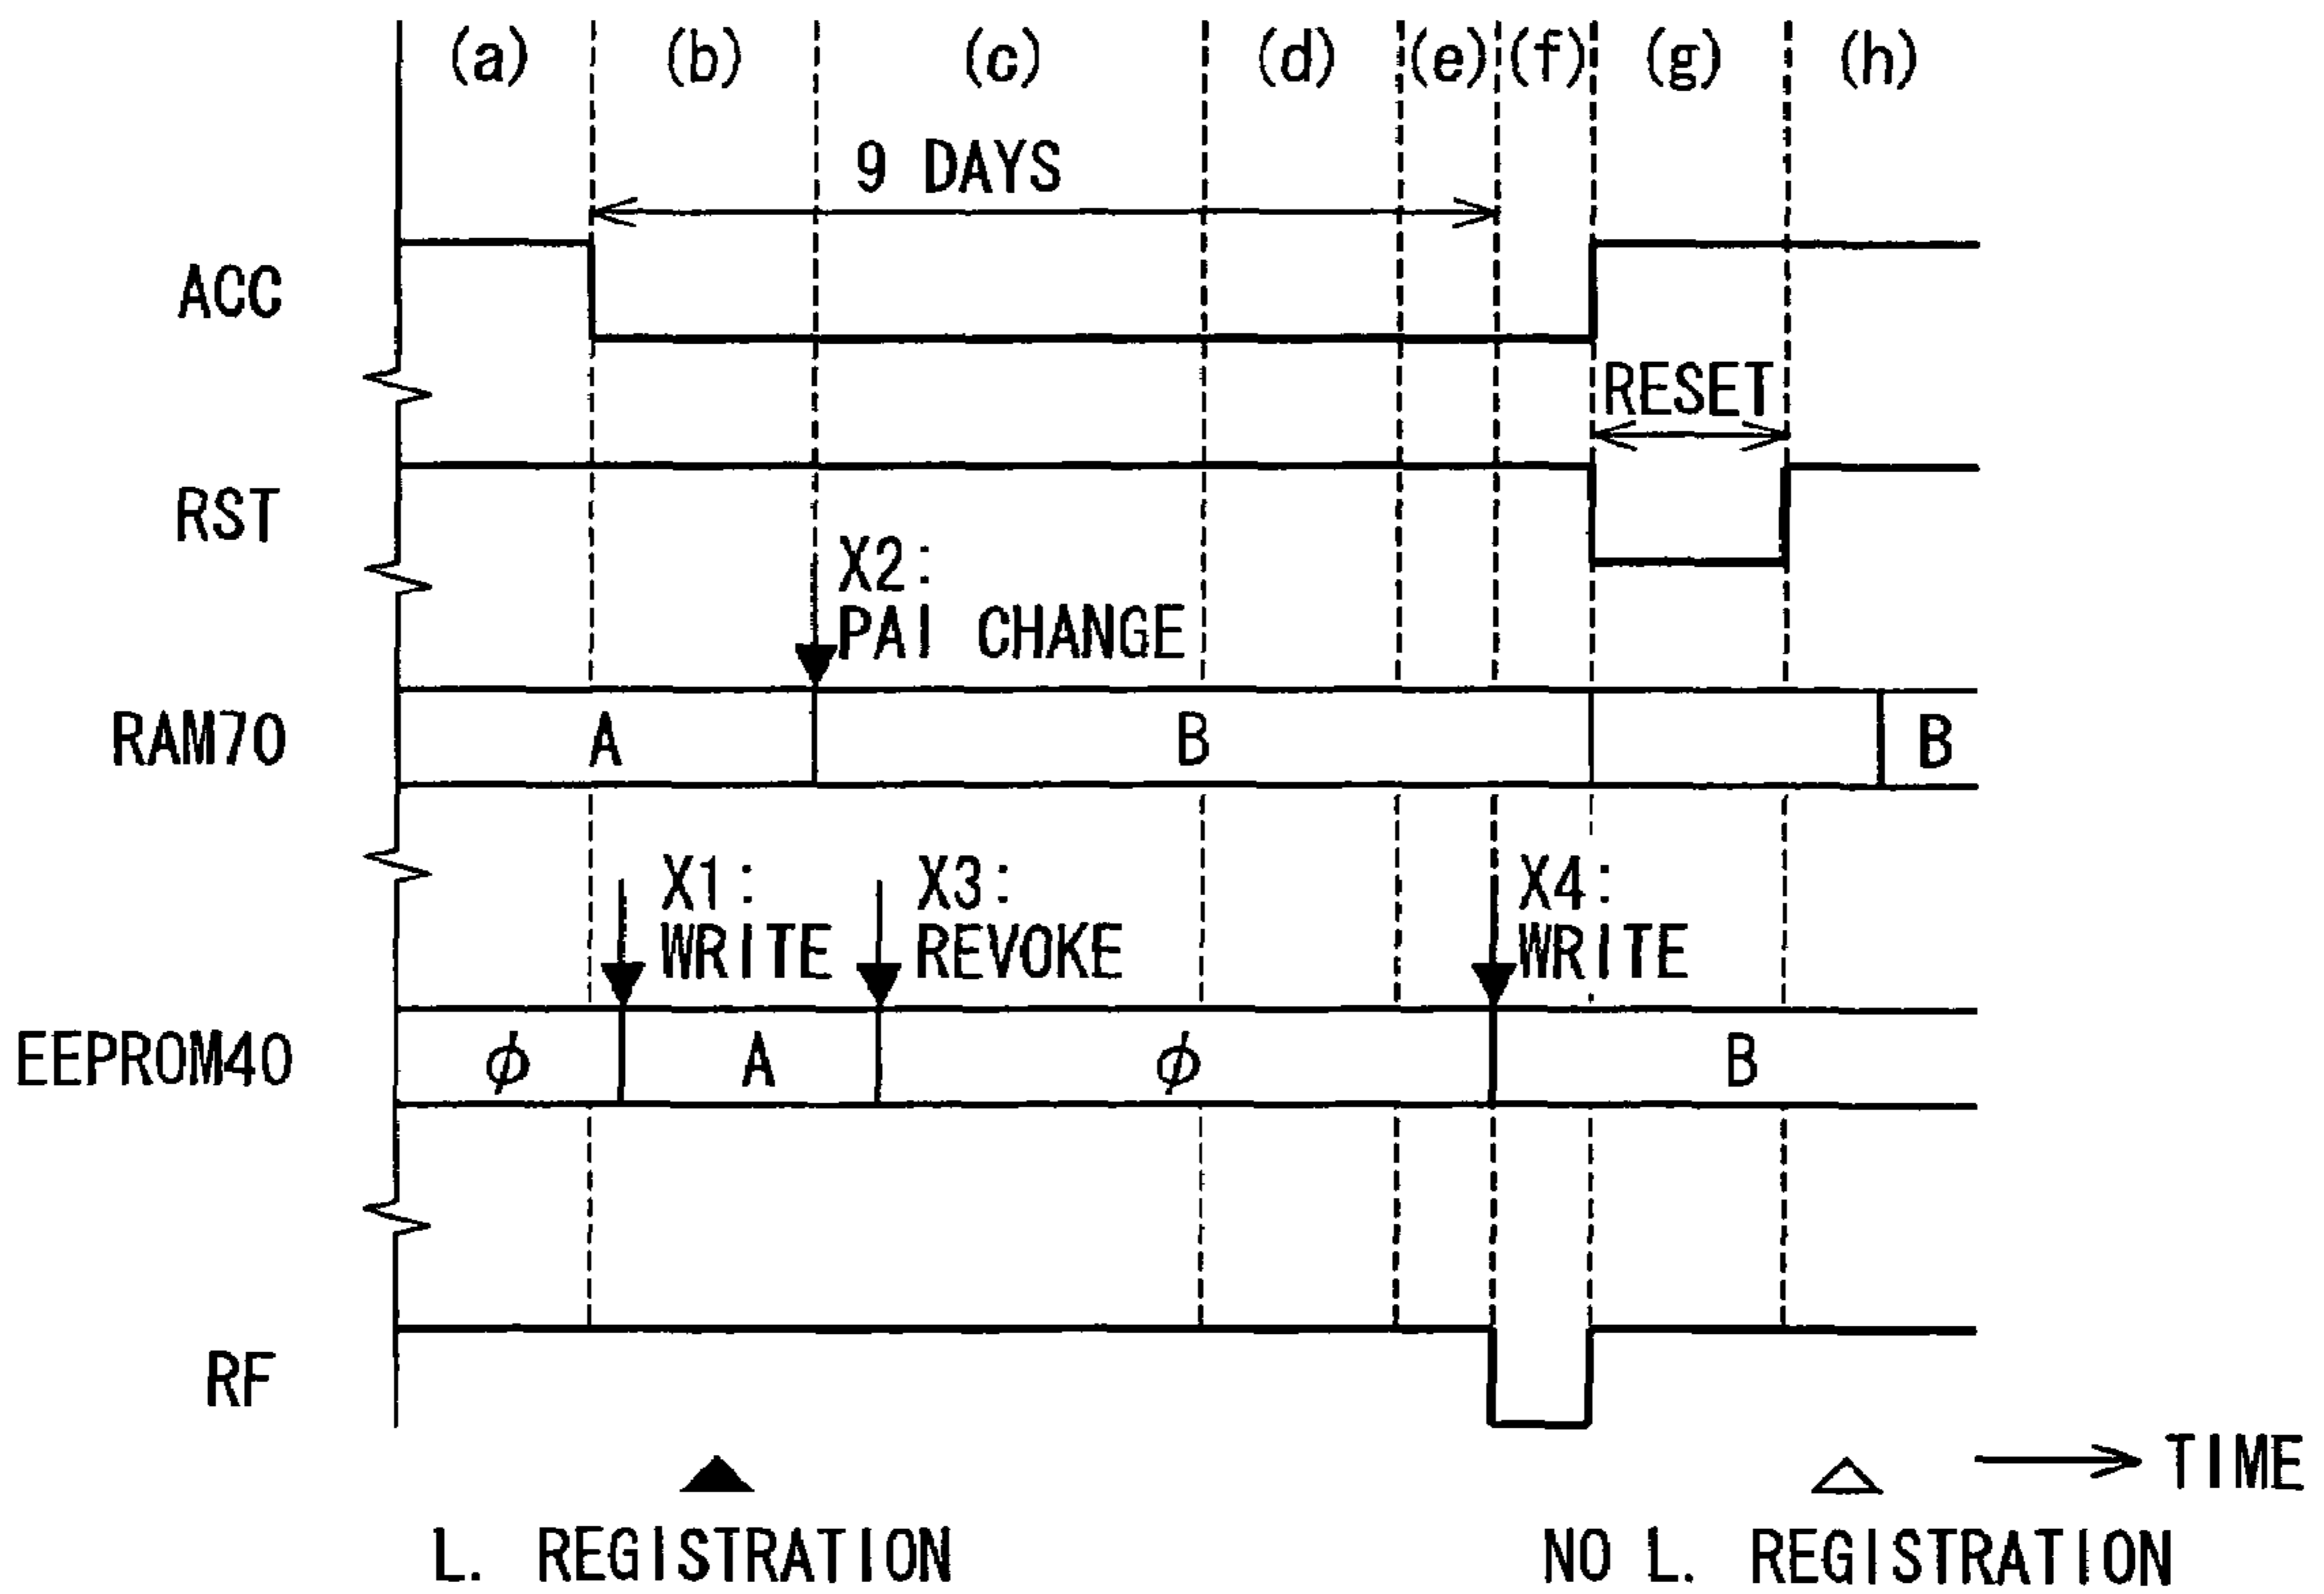 (a) (b) (c) (d) (e) (f) (g) (h)
9 DAYS
ACC
RESET
RST
X2:
PAI CHANGE
RAM70 A B B
X1: X3: X4:
WRITE REVOKE WRITE
EEPROM40 ϕ A ϕ B
RF
TIME
L. REGISTRATION NO L. REGISTRATION